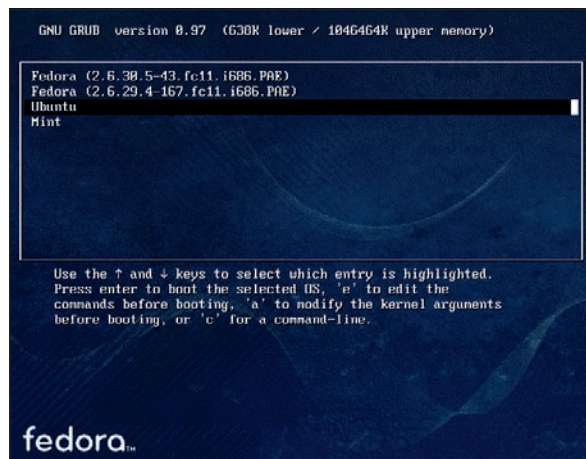 GNU GRUB version 0.97 (630K lower / 1046464K upper memory)
Fedora (2.6.30.5-43.fc11.i686.PAE)
Fedora (2.6.29.4-167.fc11.i686.PAE)
Ubuntu
Mint
Use the ↑ and ↓ keys to select which entry is highlighted.
Press enter to boot the selected OS, 'e' to edit the
commands before booting, 'a' to modify the kernel arguments
before booting, or 'c' for a command-line.
fedora™